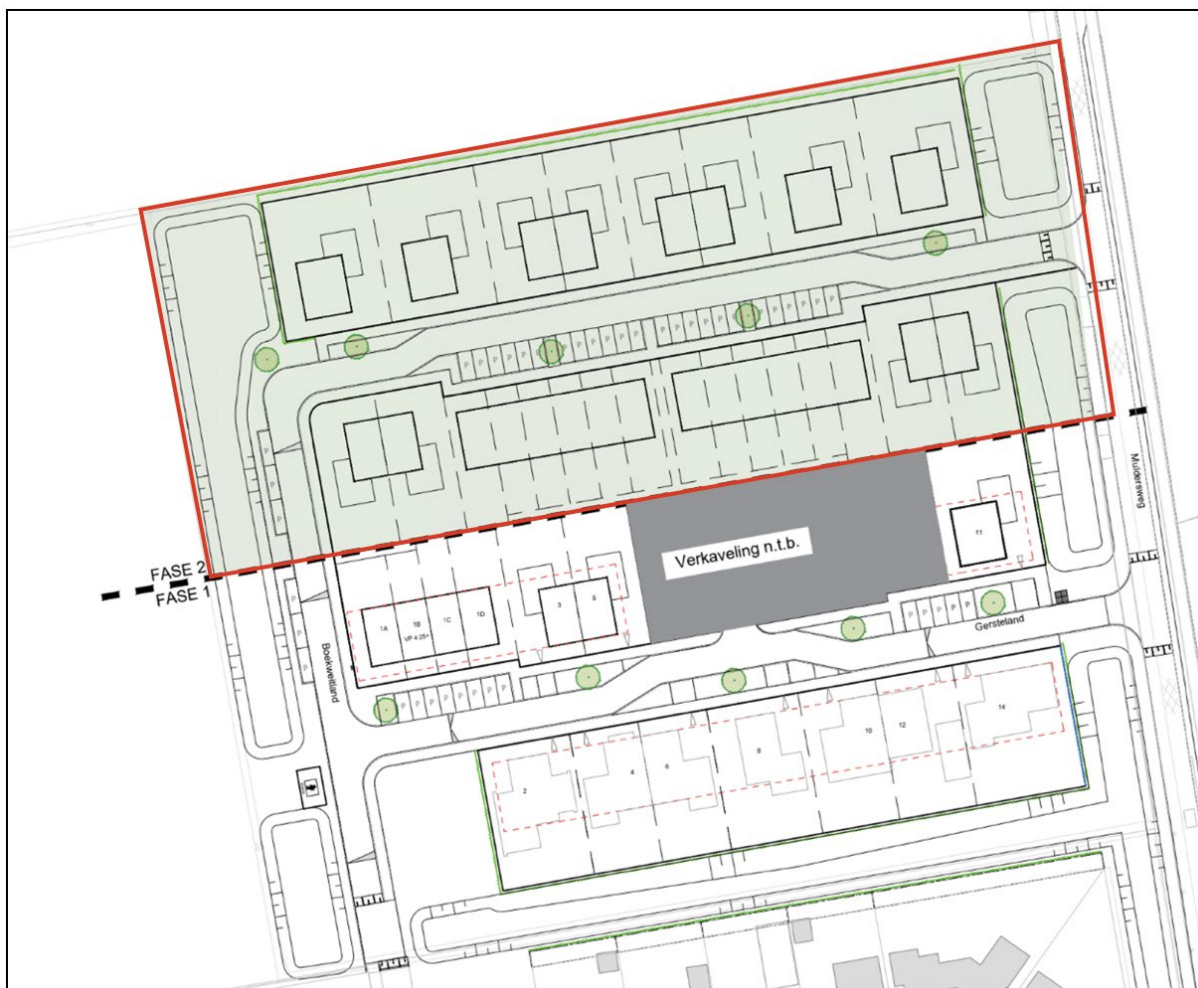 FASE 2
FASE 1
Verkaveling n.t.b.
Muidersweg
Boekweitland
Gersteland
1A
1B
1C
1D
VP 4.25+
3
5
11
P P P P P
2
4
6
8
10
12
14